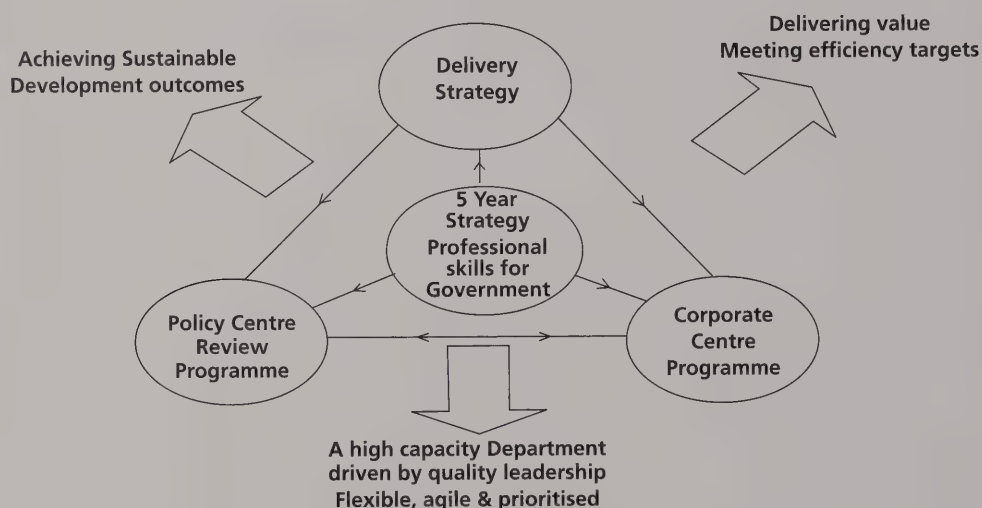 Achieving Sustainable
Development outcomes
Delivery
Strategy
Delivering value
Meeting efficiency targets
5 Year
Strategy
Professional
skills for
Government
Policy Centre
Review
Programme
Corporate
Centre
Programme
A high capacity Department
driven by quality leadership
Flexible, agile & prioritised